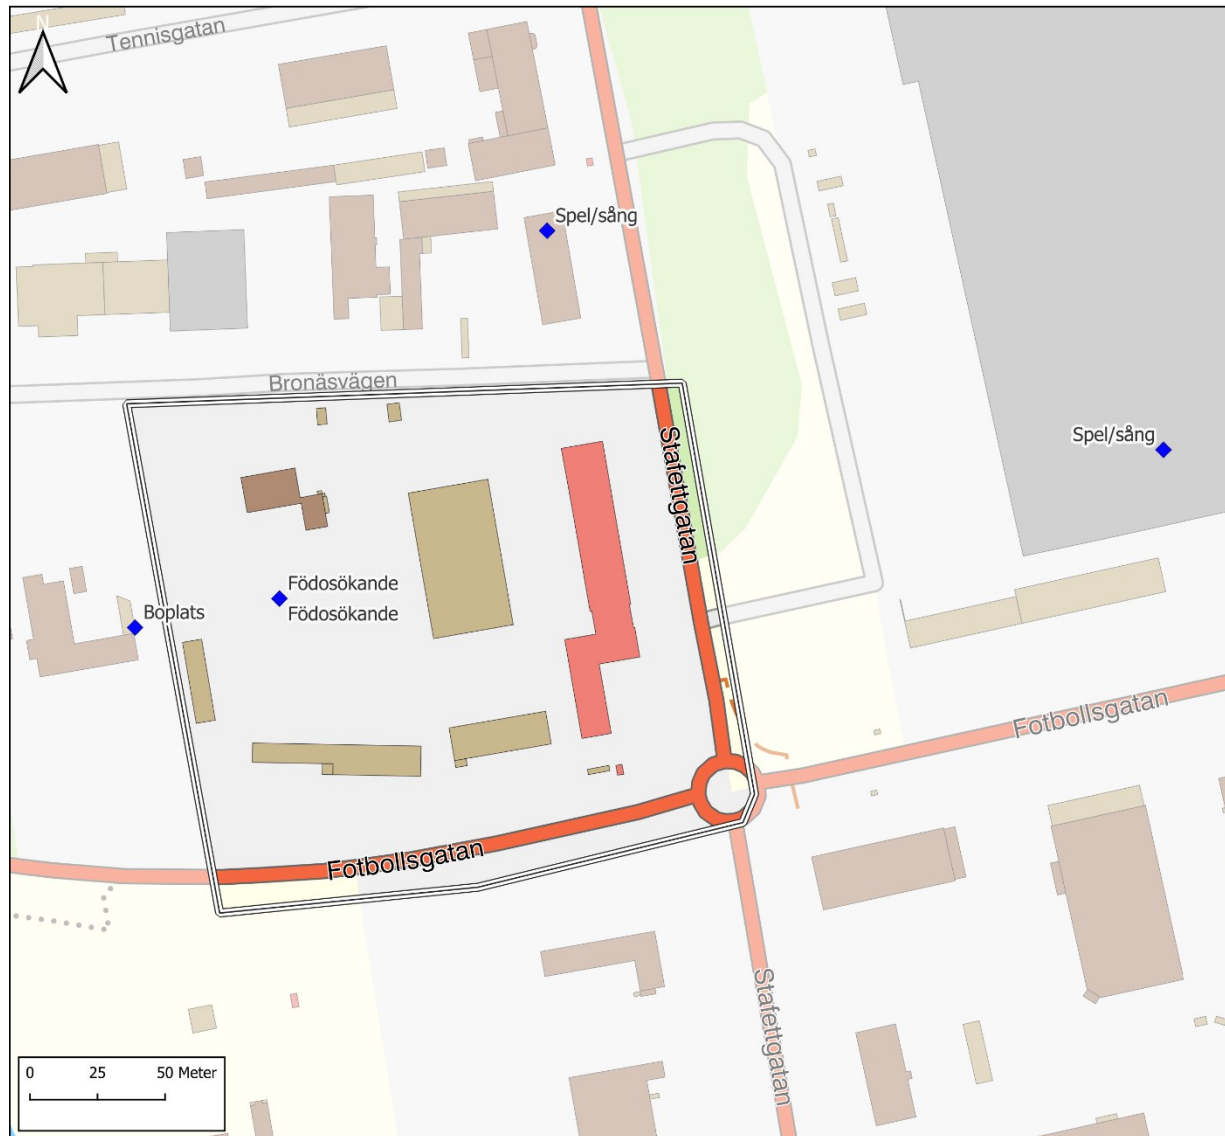 N
Tennisgatan
Spel/sång
Bronäsvägen
Stafettgatan
Spel/sång
Födosökande
Födosökande
Boplats
Fotbollsgatan
Fotbollsgatan
Stafettgatan
0 25 50 Meter